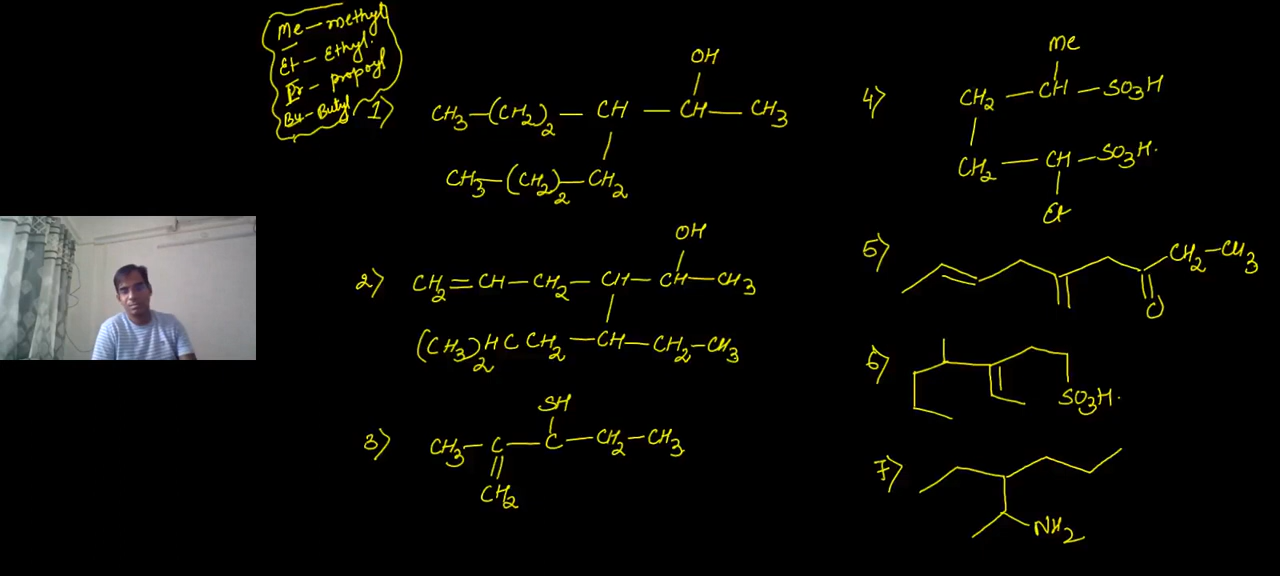 Me – methyl
Et – Ethyl.
Pr – propyl
Bu – Butyl
1)
OH
CH3—(CH2)2—CH—CH—CH3
CH3—(CH2)2—CH2
2)
OH
CH2=CH—CH2—CH—CH—CH3
(CH3)2HCCH2—CH—CH2—CH3
3)
SH
CH3—C—C—CH2—CH3
CH2
4)
Me
CH2—CH—SO3H
CH2—CH—SO3H.
Et
5)
CH2—CH3
O
6)
SO3H.
7)
NH2